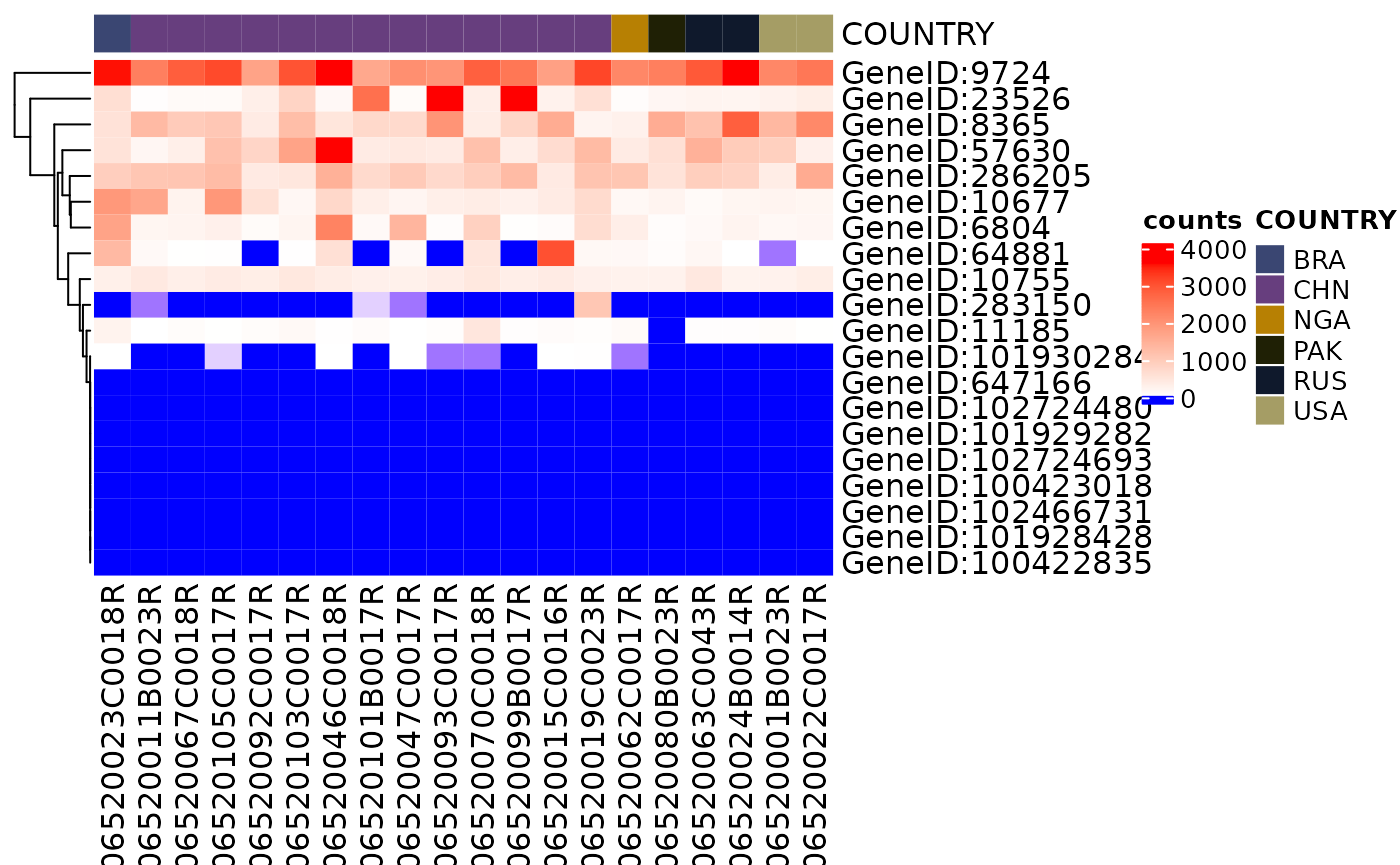 COUNTRY
GeneID:9724
GeneID:23526
GeneID:8365
GeneID:57630
GeneID:286205
GeneID:10677
GeneID:6804
GeneID:64881
GeneID:10755
GeneID:283150
GeneID:11185
GeneID:101930284
GeneID:647166
GeneID:102724480
GeneID:101929282
GeneID:102724693
GeneID:100423018
GeneID:102466731
GeneID:101928428
GeneID:100422835
counts
4000
3000
2000
1000
0
COUNTRY
BRA
CHN
NGA
PAK
RUS
USA
06520023C0018R
06520011B0023R
06520067C0018R
06520105C0017R
06520092C0017R
06520103C0017R
06520046C0018R
06520101B0017R
06520047C0017R
06520093C0017R
06520070C0018R
06520099B0017R
06520015C0016R
06520019C0023R
06520062C0017R
06520080B0023R
06520063C0043R
06520024B0014R
06520001B0023R
06520022C0017R